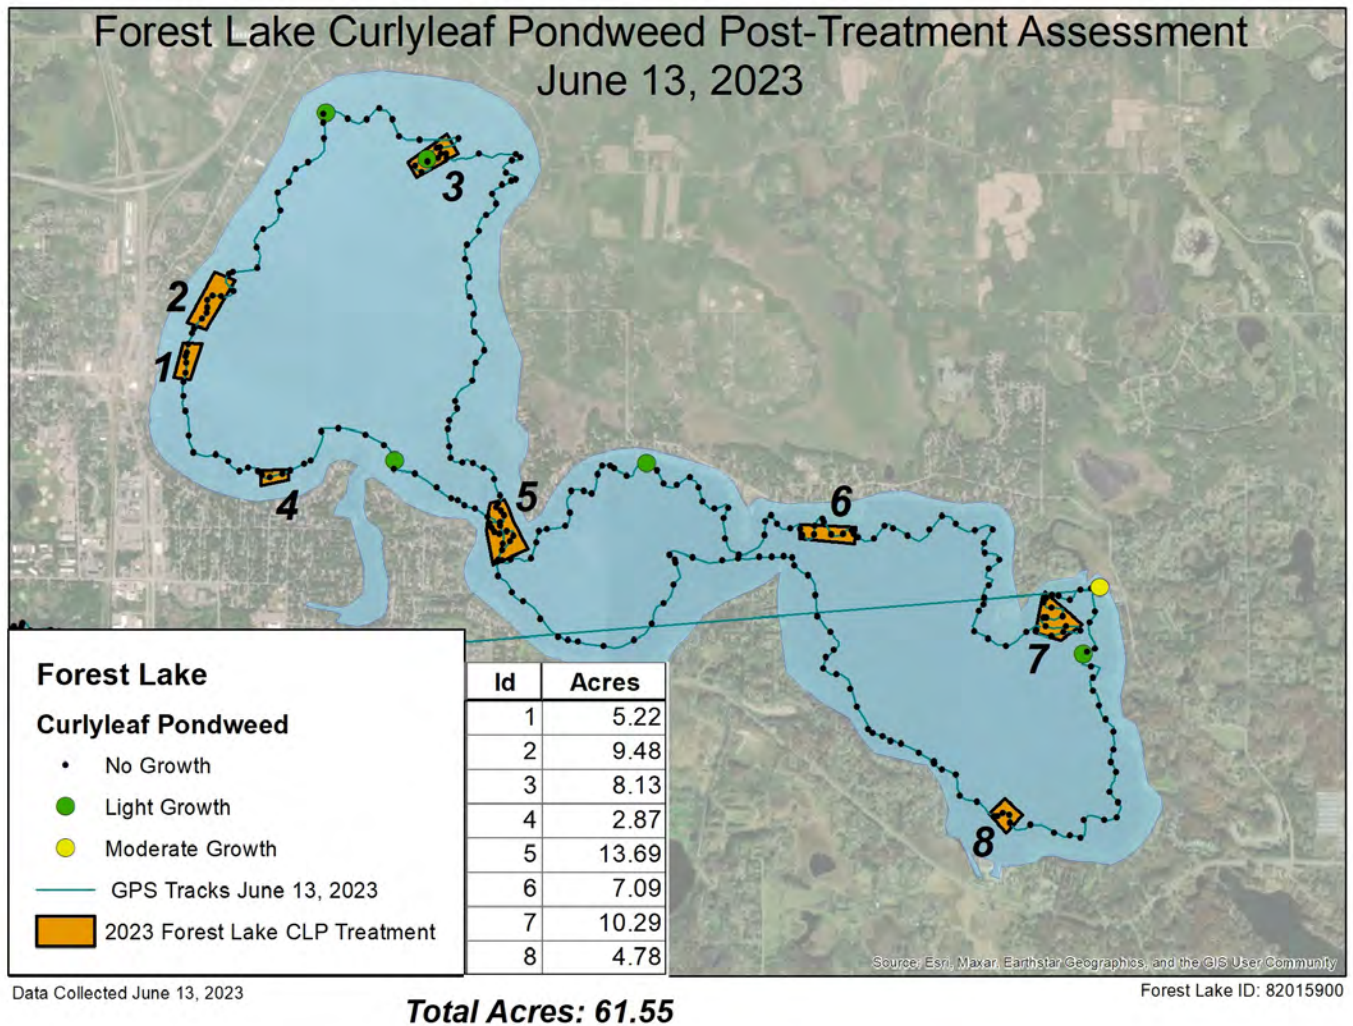 Forest Lake Curlyleaf Pondweed Post-Treatment Assessment
June 13, 2023
3
2
1
4
5
6
7
8
Forest Lake
Curlyleaf Pondweed
No Growth
Light Growth
Moderate Growth
GPS Tracks June 13, 2023
2023 Forest Lake CLP Treatment
Id Acres
1 5.22
2 9.48
3 8.13
4 2.87
5 13.69
6 7.09
7 10.29
8 4.78
Source: Esri, Maxar, Earthstar Geographics, and the GIS User Community
Data Collected June 13, 2023
Forest Lake ID: 82015900
Total Acres: 61.55